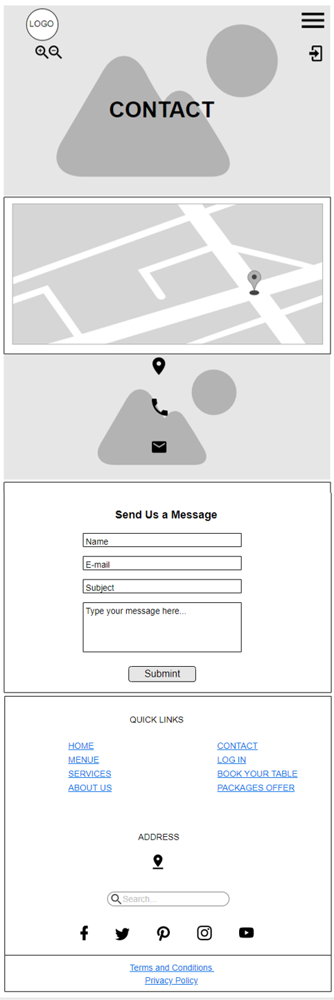 LOGO
CONTACT
Send Us a Message
Name
E-mail
Subject
Type your message here...
Submint
QUICK LINKS
HOME
MENUE
SERVICES
ABOUT US
CONTACT
LOG IN
BOOK YOUR TABLE
PACKAGES OFFER
ADDRESS
Search...
Terms and Conditions
Privacy Policy